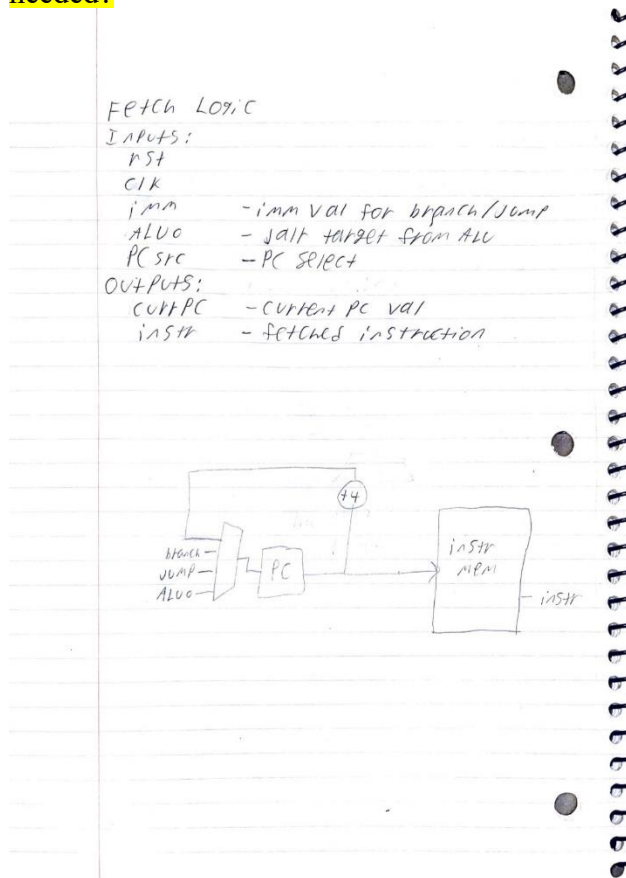 needed?
Fetch Logic
Inputs:
rst
clk
imm - imm val for branch/jump
ALUO - jalr target from ALU
PCsrc - PC select
Outputs:
currPC - current pc val
instr - fetched instruction
+4
branch
JUMP
ALUO
PC
instr
mem
instr